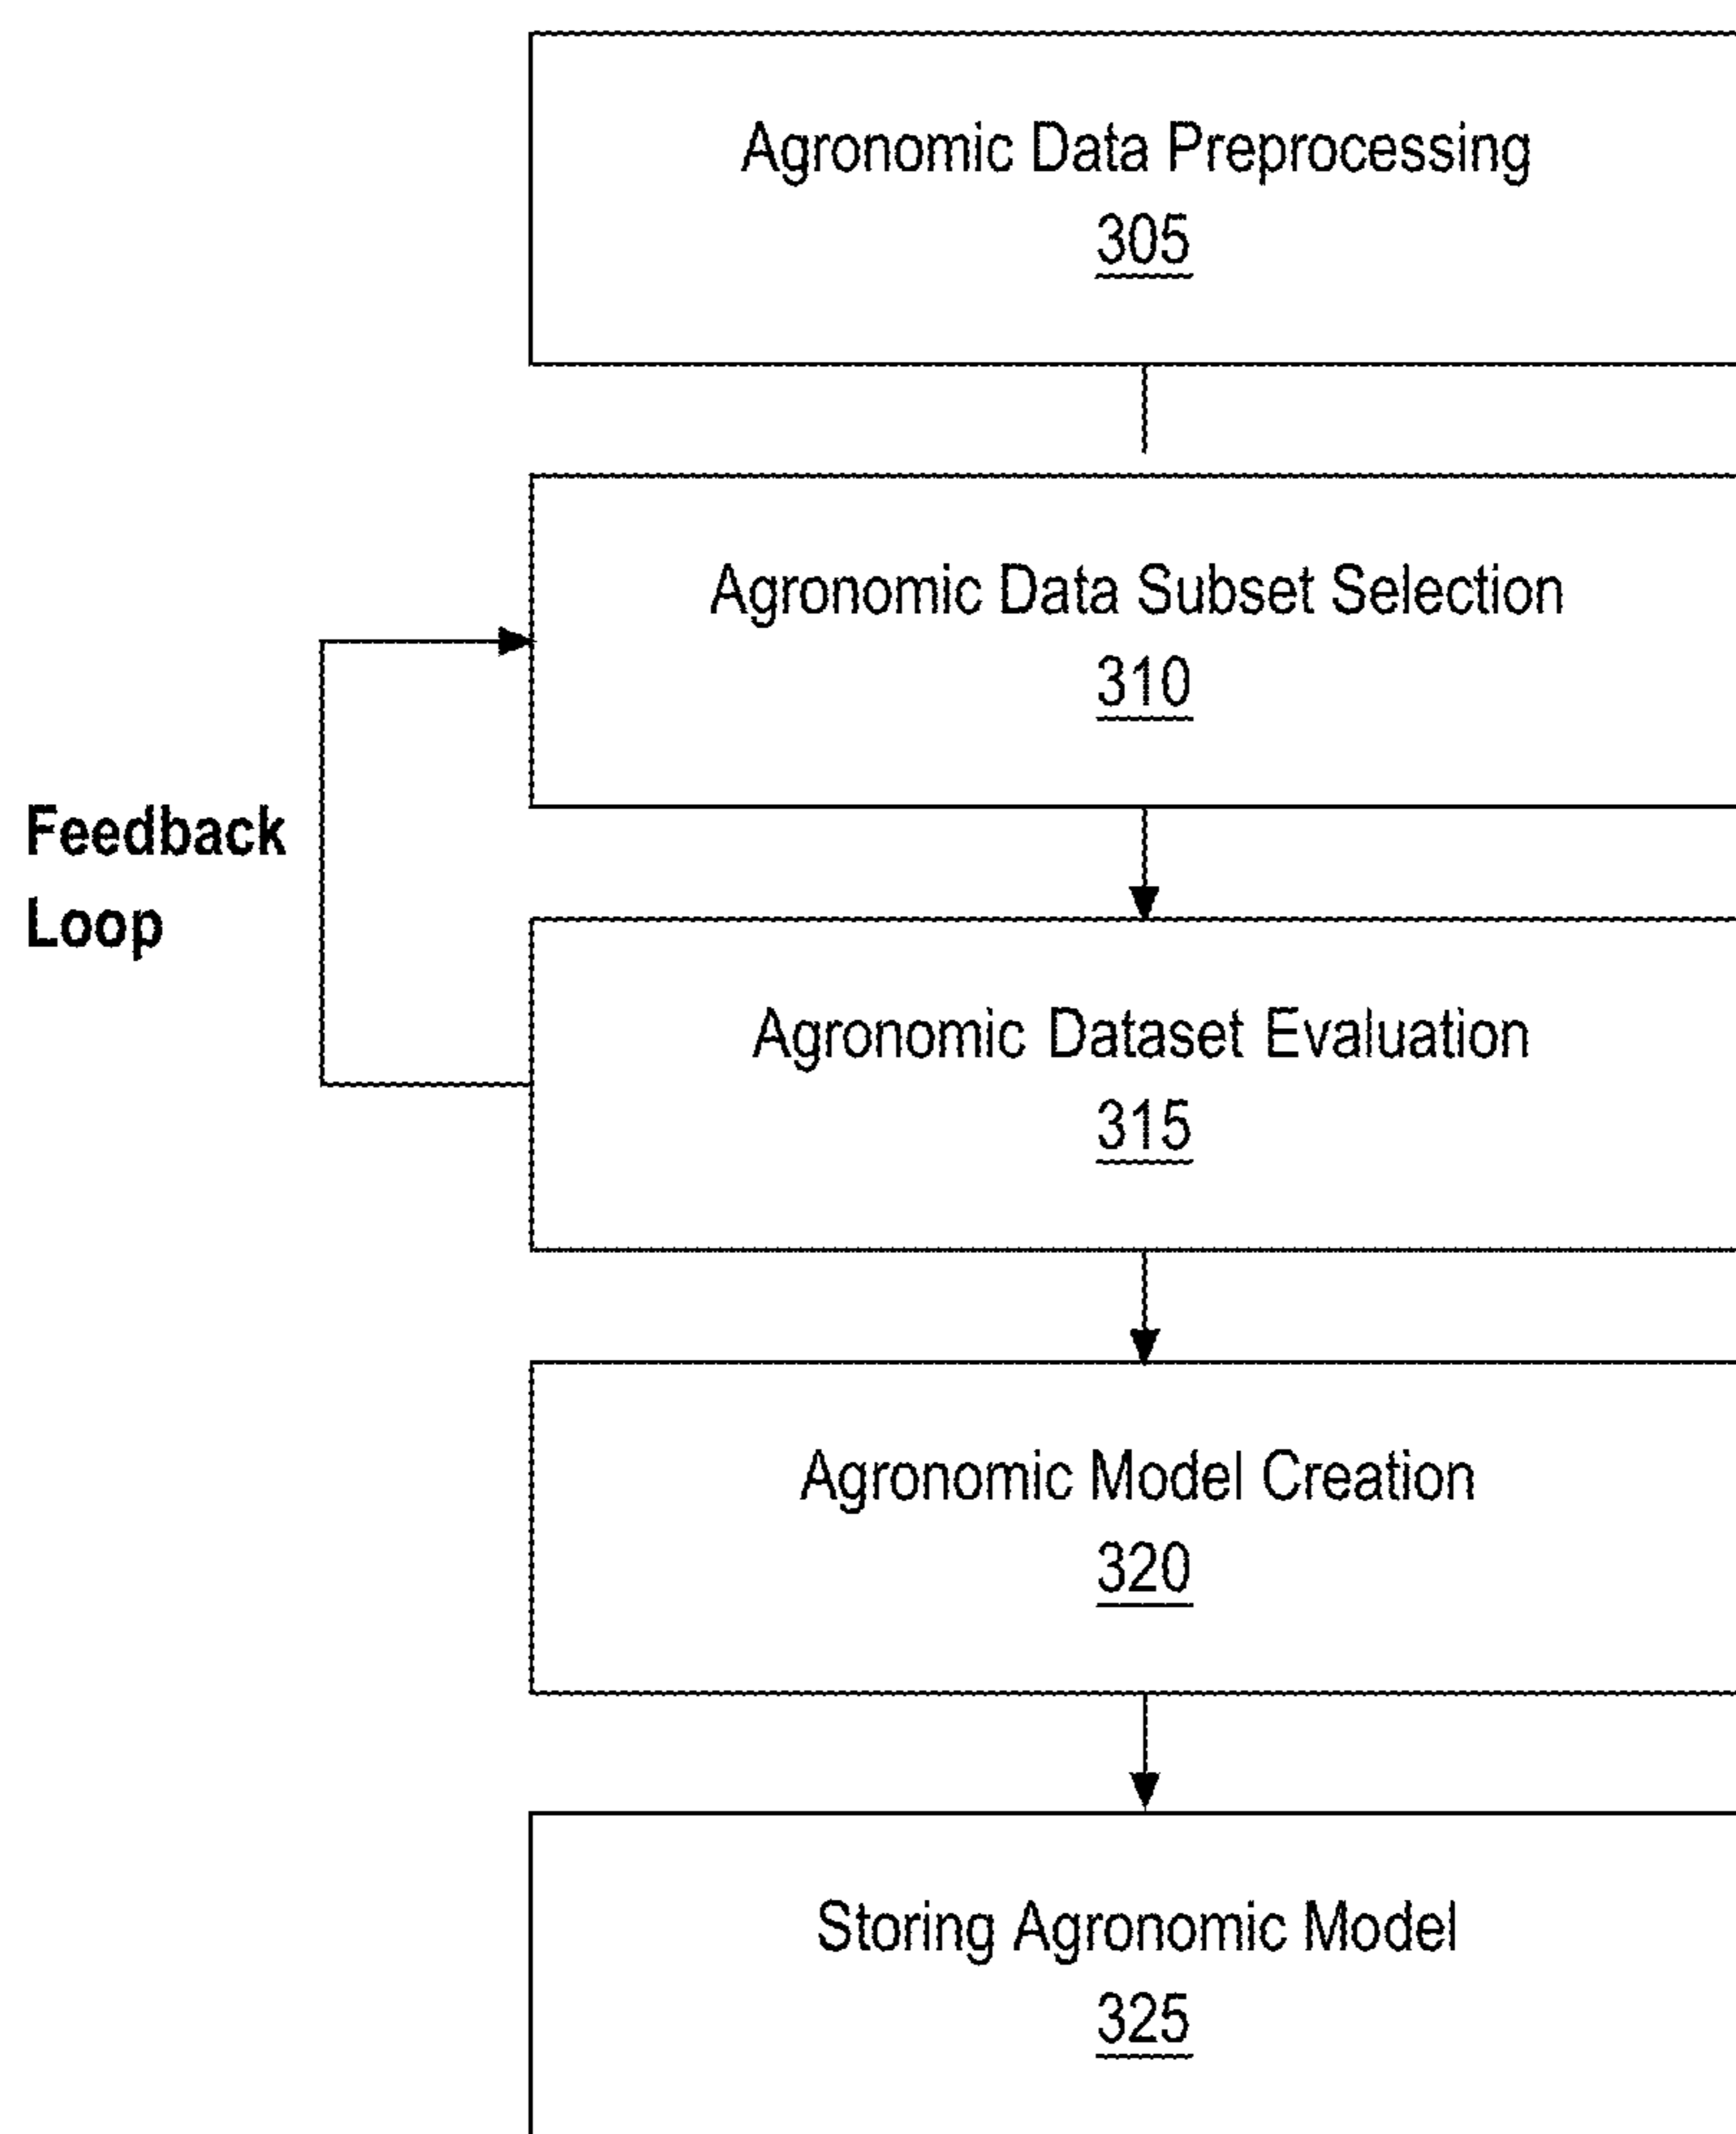 Agronomic Data Preprocessing
305
Agronomic Data Subset Selection
310
Feedback
Loop
Agronomic Dataset Evaluation
315
Agronomic Model Creation
320
Storing Agronomic Model
325